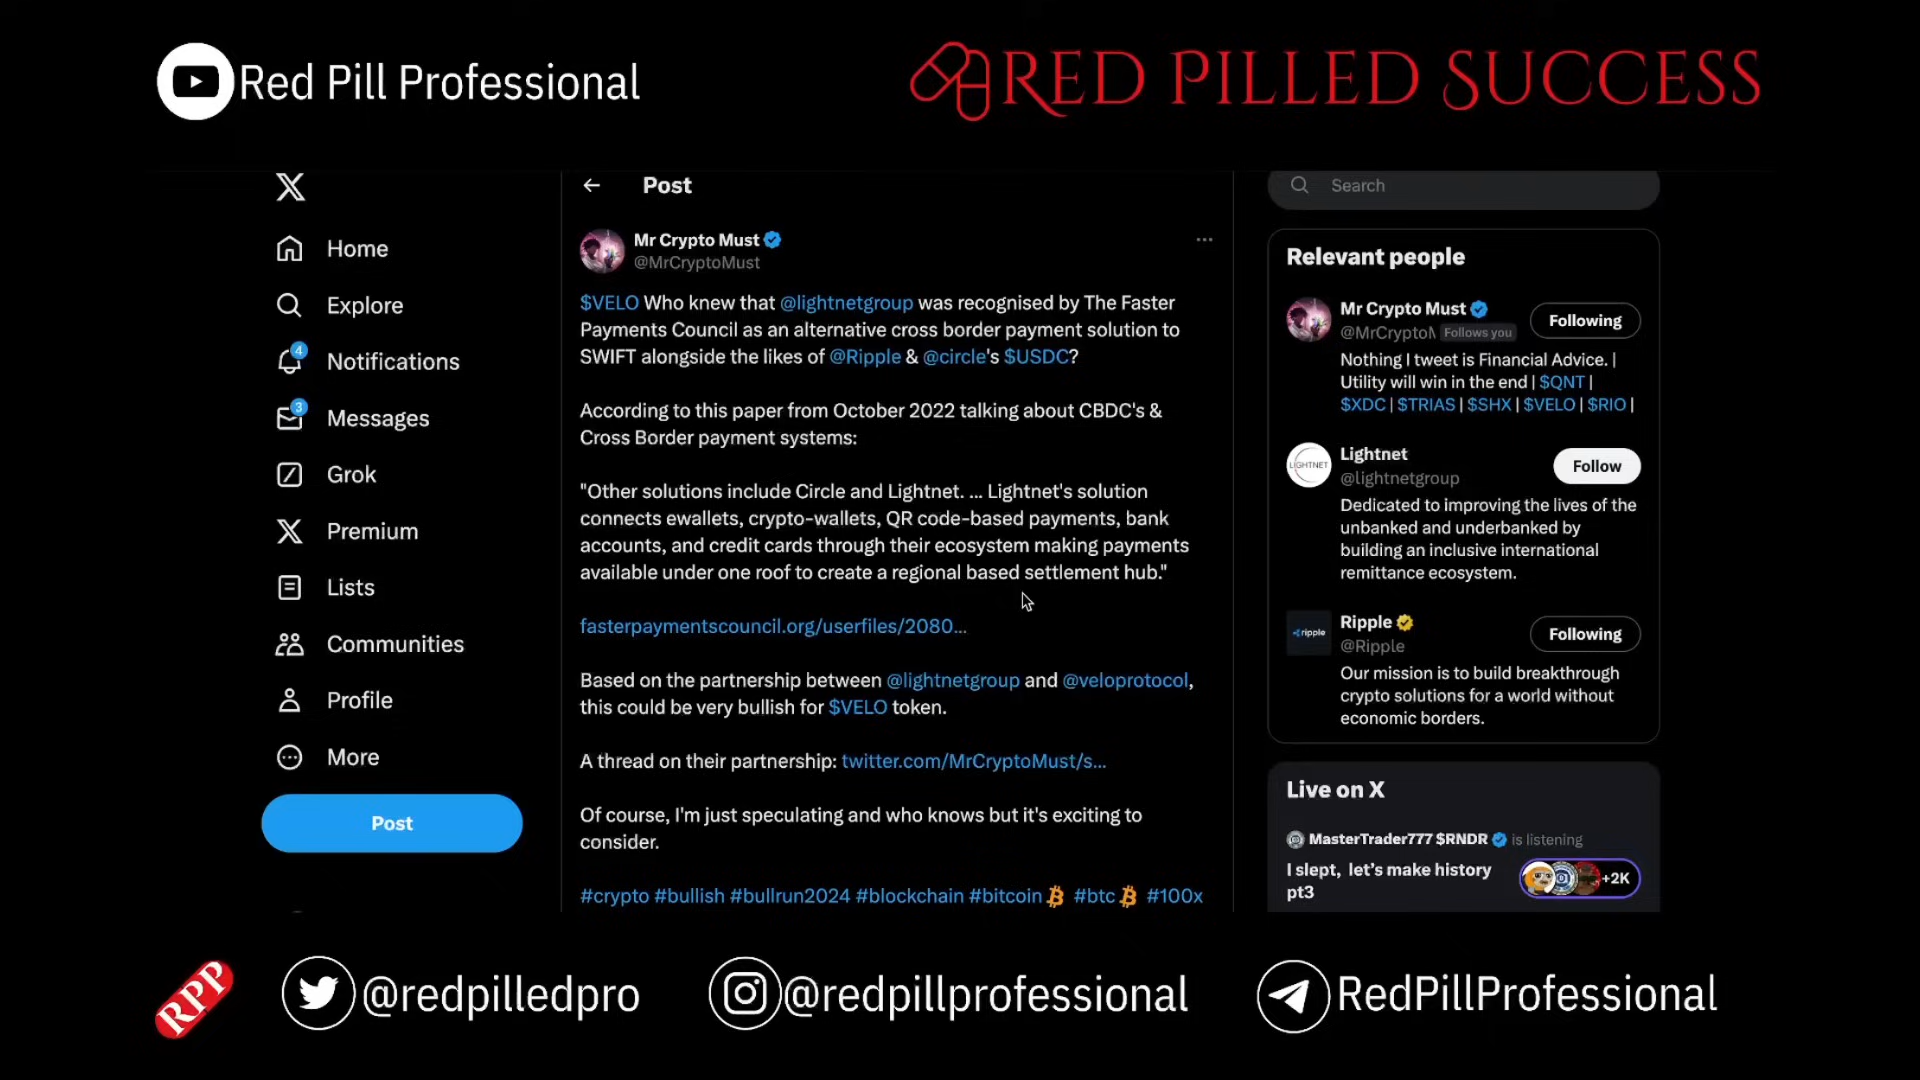 Red Pill Professional
RED PILLED SUCCESS
Post
Search
Home
Explore
4
Notifications
3
Messages
Grok
Premium
Lists
Communities
Profile
More
Post
Mr Crypto Must
@MrCryptoMust
$VELO Who knew that @lightnetgroup was recognised by The Faster
Payments Council as an alternative cross border payment solution to
SWIFT alongside the likes of @Ripple & @circle's $USDC?
According to this paper from October 2022 talking about CBDC's &
Cross Border payment systems:
"Other solutions include Circle and Lightnet. ... Lightnet's solution
connects ewallets, crypto-wallets, QR code-based payments, bank
accounts, and credit cards through their ecosystem making payments
available under one roof to create a regional based settlement hub."
fasterpaymentscouncil.org/userfiles/2080...
Based on the partnership between @lightnetgroup and @veloprotocol,
this could be very bullish for $VELO token.
A thread on their partnership: twitter.com/MrCryptoMust/s...
Of course, I'm just speculating and who knows but it's exciting to
consider.
#crypto #bullish #bullrun2024 #blockchain #bitcoin #btc #100x
Relevant people
Mr Crypto Must
@MrCryptoM Follows you
Following
Nothing I tweet is Financial Advice. |
Utility will win in the end | $QNT |
$XDC | $TRIAS | $SHX | $VELO | $RIO |
LIGHTNET
Lightnet
@lightnetgroup
Follow
Dedicated to improving the lives of the
unbanked and underbanked by
building an inclusive international
remittance ecosystem.
ripple
Ripple
@Ripple
Following
Our mission is to build breakthrough
crypto solutions for a world without
economic borders.
Live on X
MasterTrader777 $RNDR is listening
I slept, let's make history
pt3
+2K
RPP
@redpilledpro
@redpillprofessional
RedPillProfessional